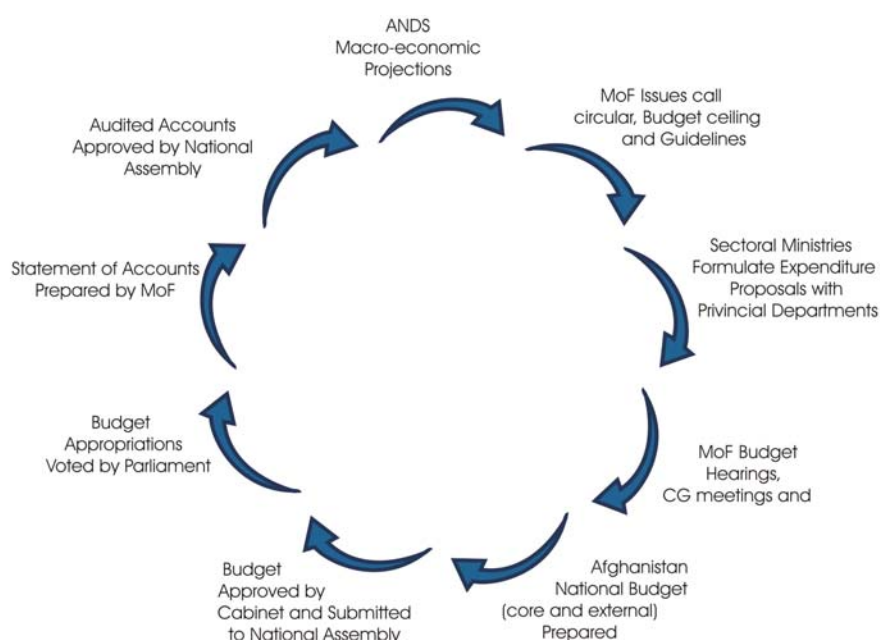 ANDS
Macro-economic
Projections
MoF Issues call
circular, Budget ceiling
and Guidelines
Sectoral Ministries
Formulate Expenditure
Proposals with
Privincial Departments
MoF Budget
Hearings,
CG meetings and
Afghanistan
National Budget
(core and external)
Prepared
Budget
Approved by
Cabinet and Submitted
to National Assembly
Budget
Appropriations
Voted by Parliament
Statement of Accounts
Prepared by MoF
Audited Accounts
Approved by National
Assembly